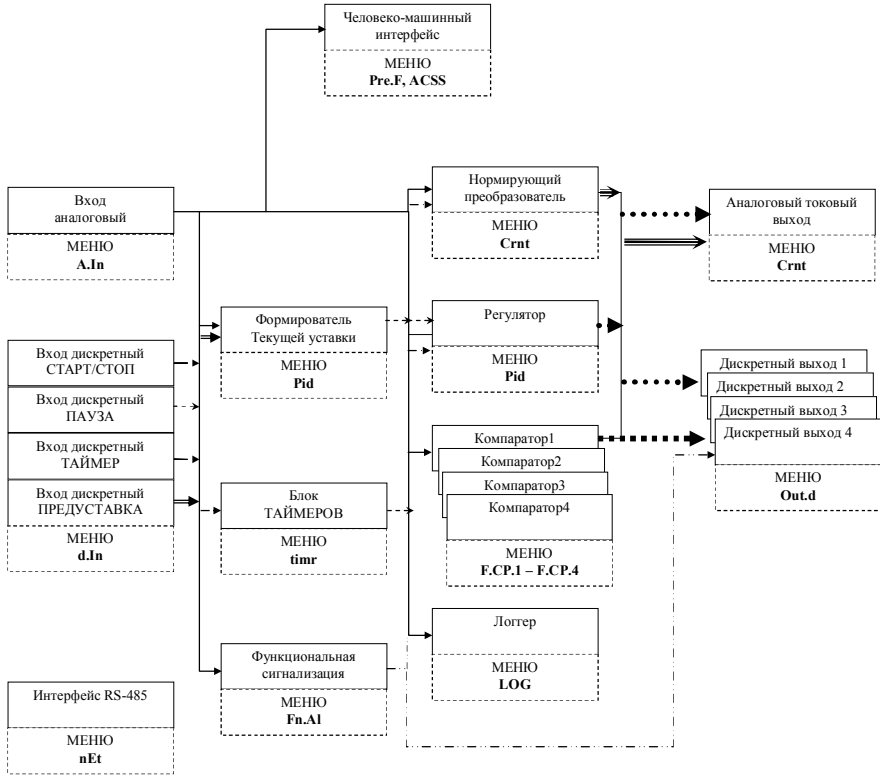 Человеко-машинный
интерфейс
МЕНЮ
Pre.F, ACSS
Вход
аналоговый
МЕНЮ
A.In
Нормирующий
преобразователь
МЕНЮ
Crnt
Аналоговый токовый
выход
МЕНЮ
Crnt
Формирователь
Текущей уставки
МЕНЮ
Pid
Регулятор
МЕНЮ
Pid
Вход дискретный
СТАРТ/СТОП
Вход дискретный
ПАУЗА
Вход дискретный
ТАЙМЕР
Вход дискретный
ПРЕДУСТАВКА
МЕНЮ
d.In
Дискретный выход 1
Дискретный выход 2
Дискретный выход 3
Дискретный выход 4
МЕНЮ
Out.d
Компаратор1
Компаратор2
Компаратор3
Компаратор4
МЕНЮ
F.CP.1 – F.CP.4
Блок
ТАЙМЕРОВ
МЕНЮ
timr
Логгер
МЕНЮ
LOG
Функциональная
сигнализация
МЕНЮ
Fn.Al
Интерфейс RS-485
МЕНЮ
nEt